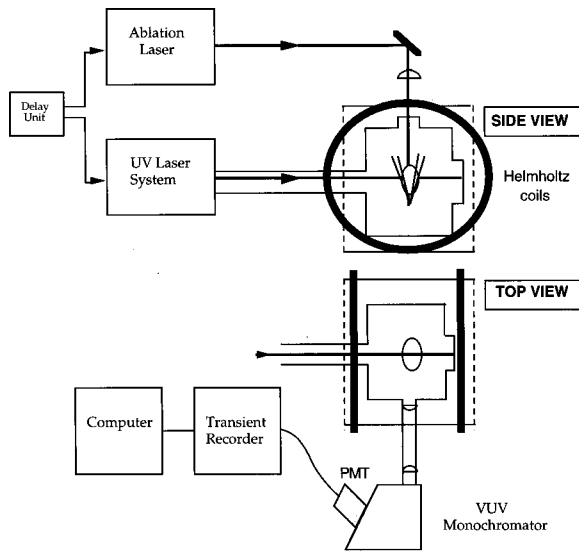 Ablation
Laser
Delay
Unit
UV Laser
System
SIDE VIEW
Helmholtz
coils
TOP VIEW
Computer
Transient
Recorder
PMT
VUV
Monochromator